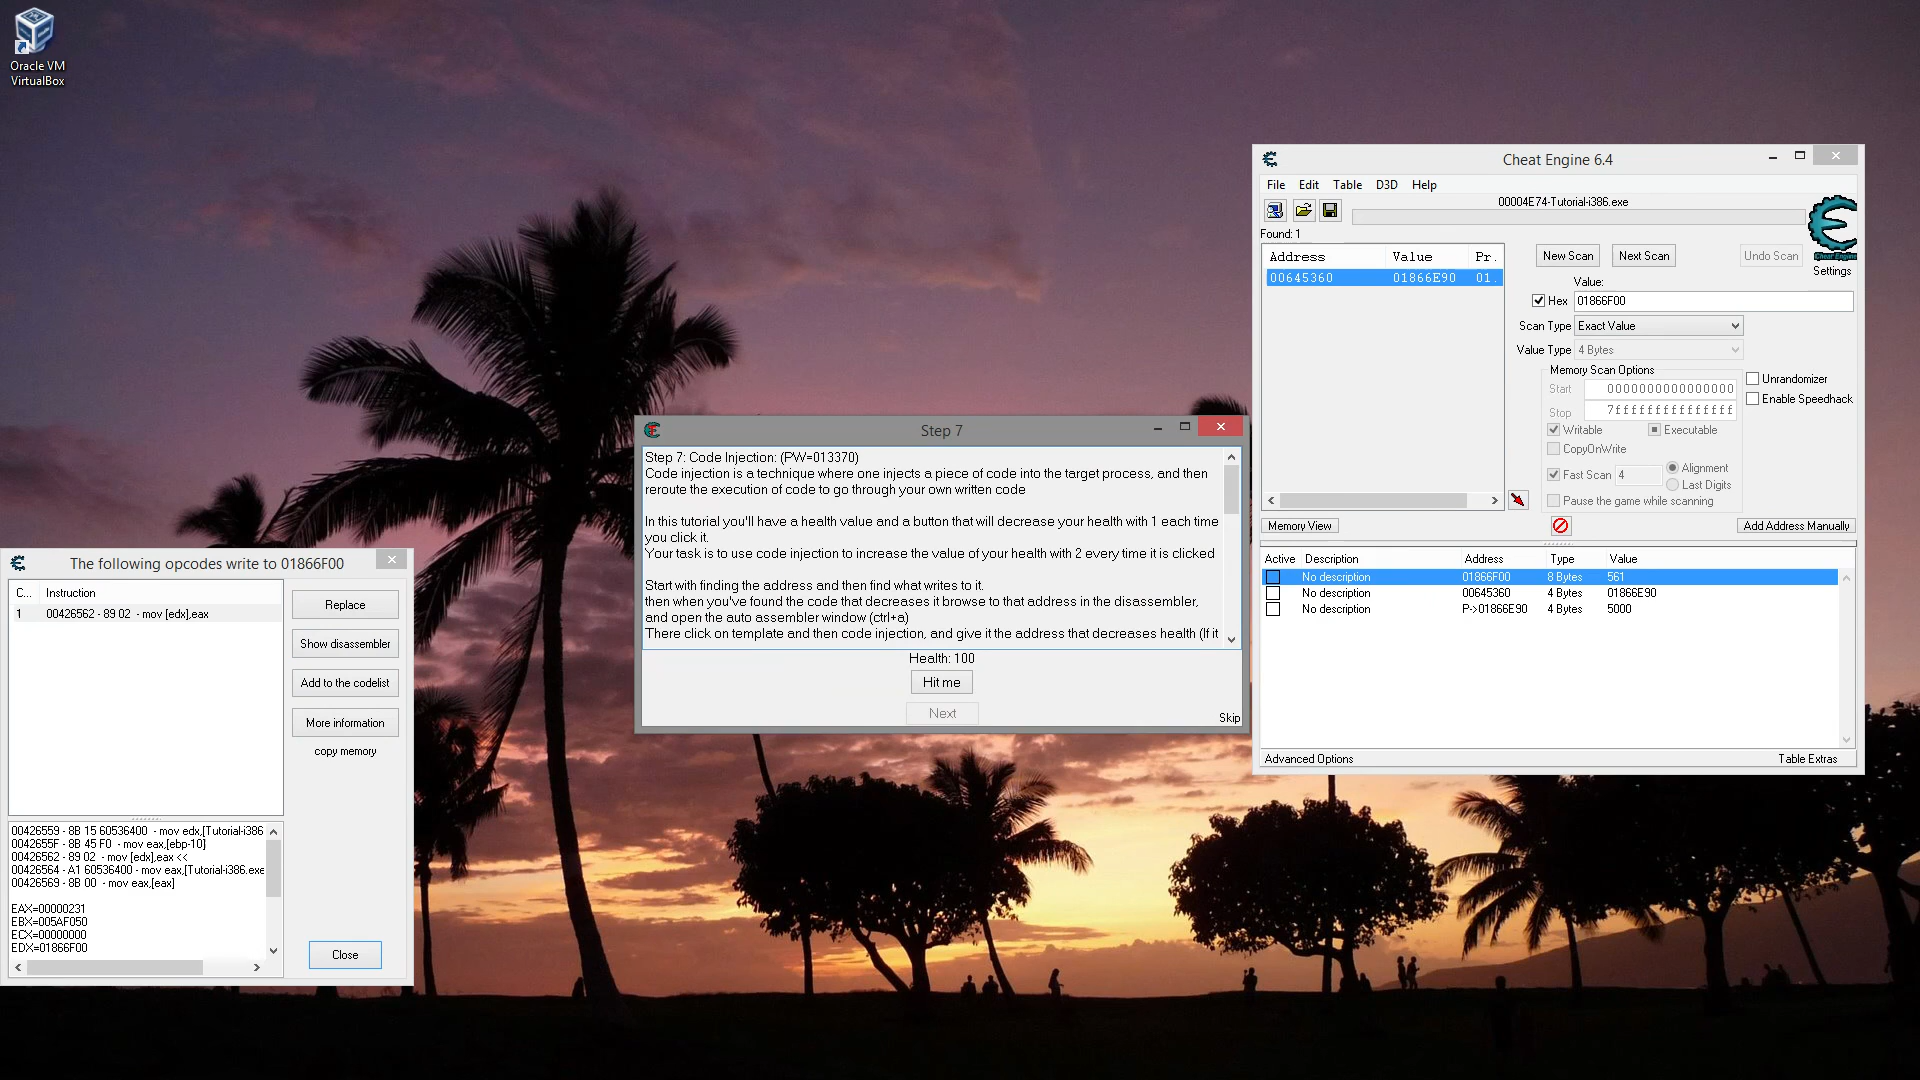 Oracle VM
VirtualBox
Cheat Engine 6.4
File Edit Table D3D Help
00004E74-Tutorial-i386.exe
Found: 1
Address Value Pr.
00645360 01866E90 01.
New Scan Next Scan Undo Scan
Cheat Engine
Settings
Value:
Hex 01866F00
Scan Type Exact Value
Value Type 4 Bytes
Memory Scan Options
Start 0000000000000000
Stop 7fffffffffffffff
Writable Executable
CopyOnWrite
Fast Scan 4 Alignment
Last Digits
Pause the game while scanning
Unrandomizer
Enable Speedhack
Memory View Add Address Manually
Active Description Address Type Value
No description 01866F00 8 Bytes 561
No description 00645360 4 Bytes 01866E90
No description P->01866E90 4 Bytes 5000
Advanced Options Table Extras
Step 7
Step 7: Code Injection: (PW=013370)
Code injection is a technique where one injects a piece of code into the target process, and then
reroute the execution of code to go through your own written code
In this tutorial you'll have a health value and a button that will decrease your health with 1 each time
you click it.
Your task is to use code injection to increase the value of your health with 2 every time it is clicked
Start with finding the address and then find what writes to it.
then when you've found the code that decreases it browse to that address in the disassembler,
and open the auto assembler window (ctrl+a)
There click on template and then code injection, and give it the address that decreases health (If it
Health: 100
Hit me
Next
Skip
The following opcodes write to 01866F00
C... Instruction
1 00426562 - 89 02 - mov [edx],eax
Replace
Show disassembler
Add to the codelist
More information
copy memory
00426559 - 8B 15 60536400 - mov edx,[Tutorial-i386
0042655F - 8B 45 F0 - mov eax,[ebp-10]
00426562 - 89 02 - mov [edx],eax <<
00426564 - A1 60536400 - mov eax,[Tutorial-i386.exe
00426569 - 8B 00 - mov eax,[eax]
EAX=00000231
EBX=005AF050
ECX=00000000
EDX=01866F00
Close